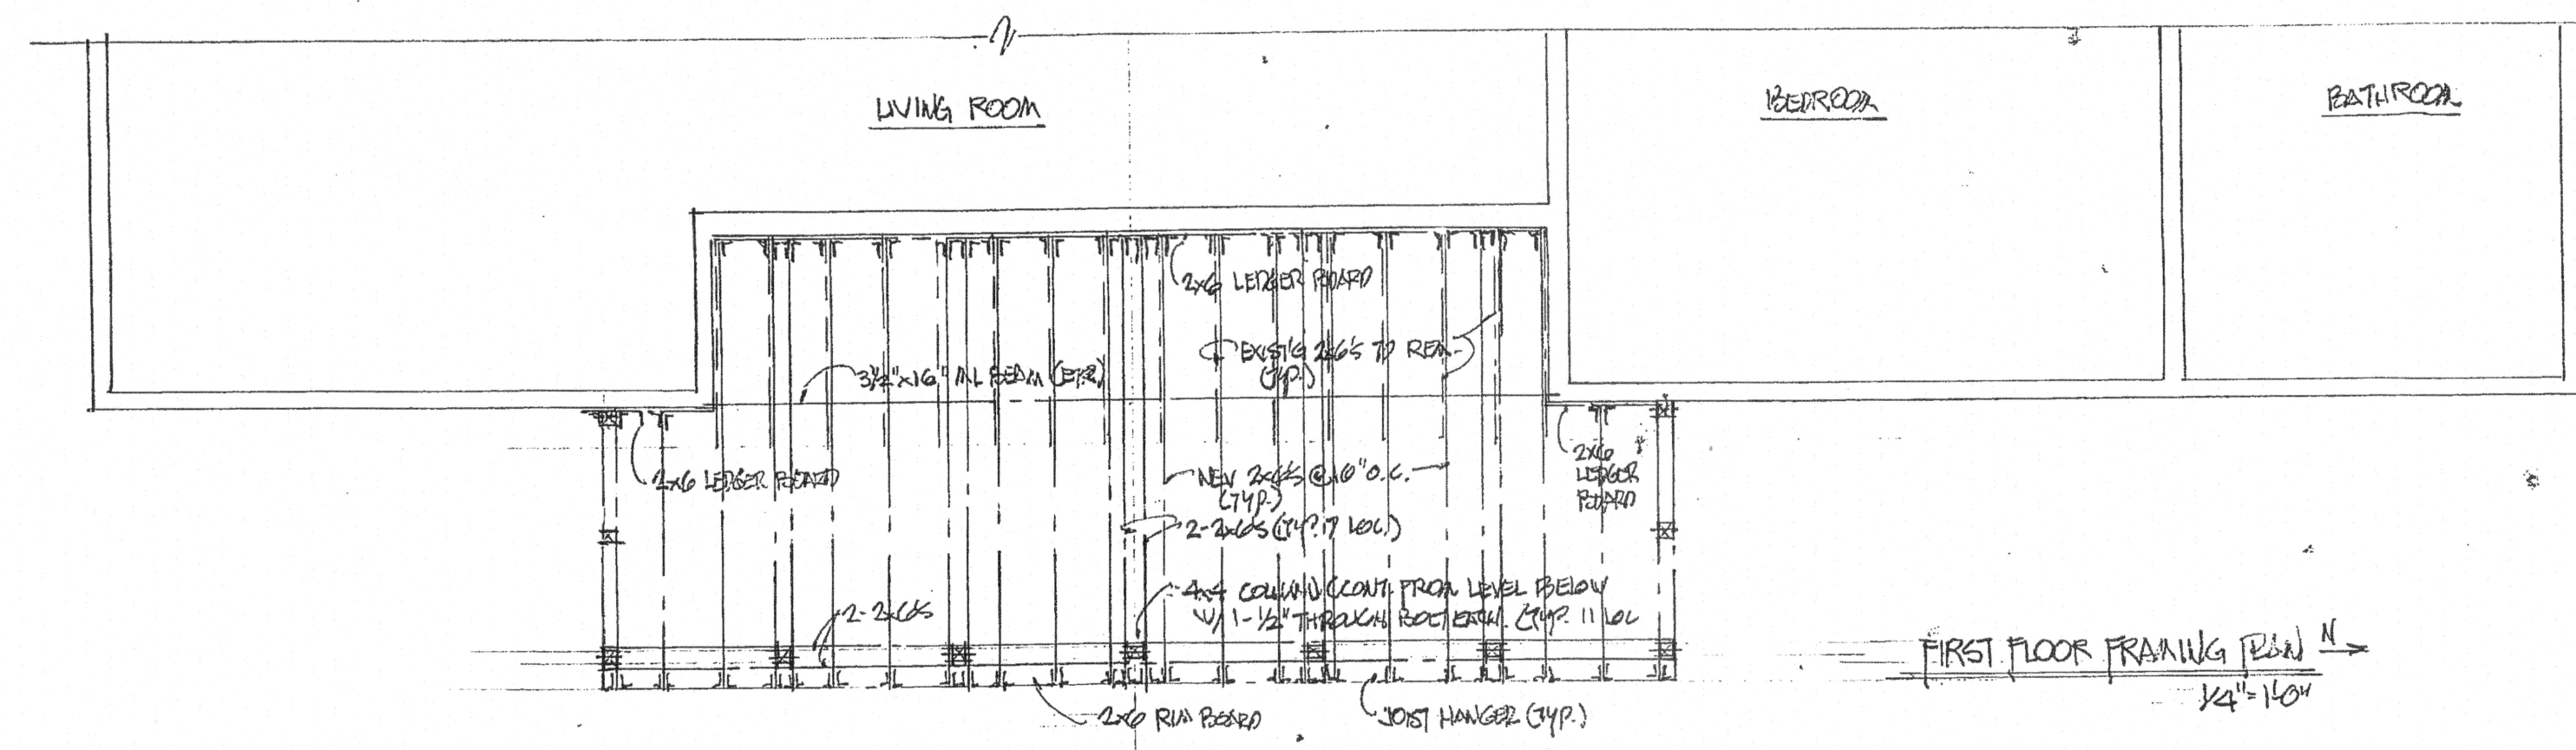 LIVING ROOM
BEDROOM
BATHROOM
2x6 LEDGER BOARD
EXIST'G 2x6'S TO REM.
(TYP.)
3½"x16" M.L BEAM (ETR)
2x6 LEDGER BOARD
NEW 2x6'S @ 16" O.C.
(TYP.)
2x6
LEDGER
BOARD
2-2x6'S (TYP. 7 LOC.)
4x4 COLUMN (CONT. FROM LEVEL BELOW
W/ 1-½" THROUGH BOLT EACH. (TYP. 11 LOC
2-2x6'S
2x6 RIM BOARD
JOIST HANGER (TYP.)
FIRST FLOOR FRAMING PLAN N
¼"=1'-0"